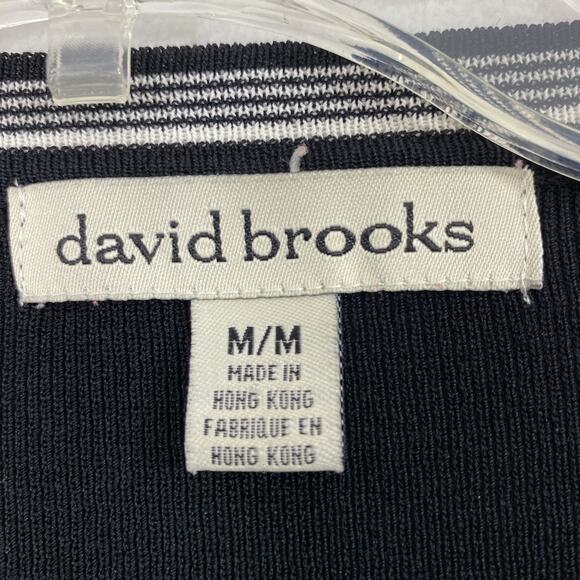 david brooks
M/M
MADE IN
HONG KONG
FABRIQUE EN
HONG KONG